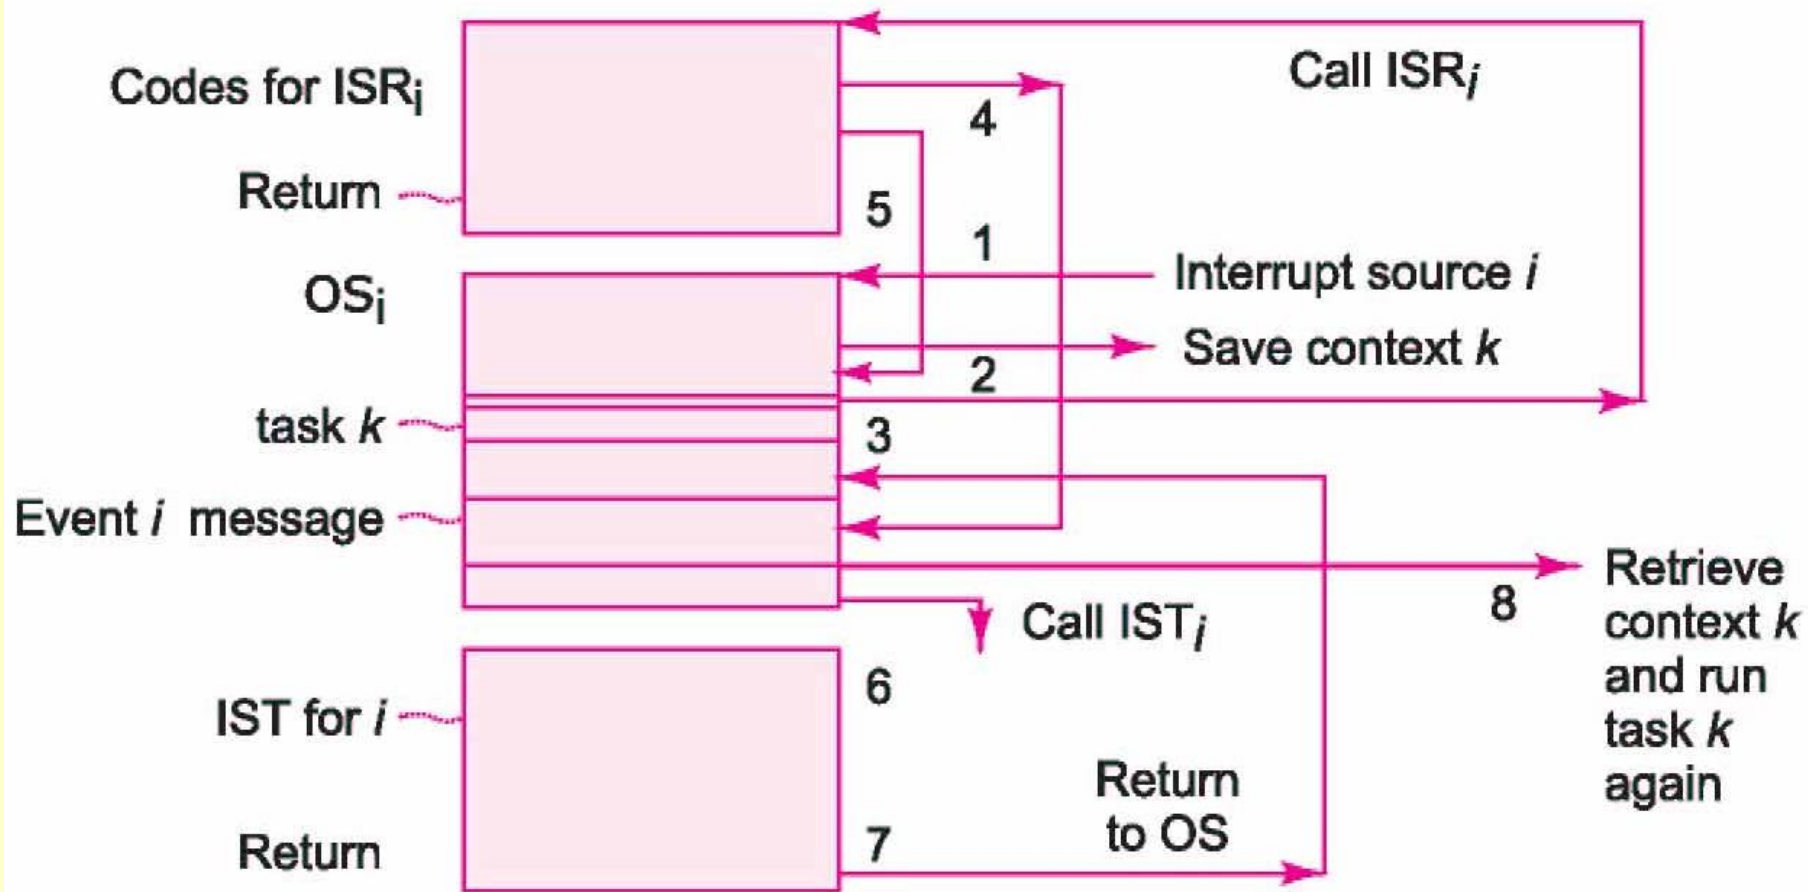 Codes for ISRi
Call ISRi
4
Return
5
1
OSi
Interrupt source i
Save context k
2
task k
3
Event i message
Call ISTi
8
Retrieve
context k
and run
task k
again
6
IST for i
Return
to OS
7
Return